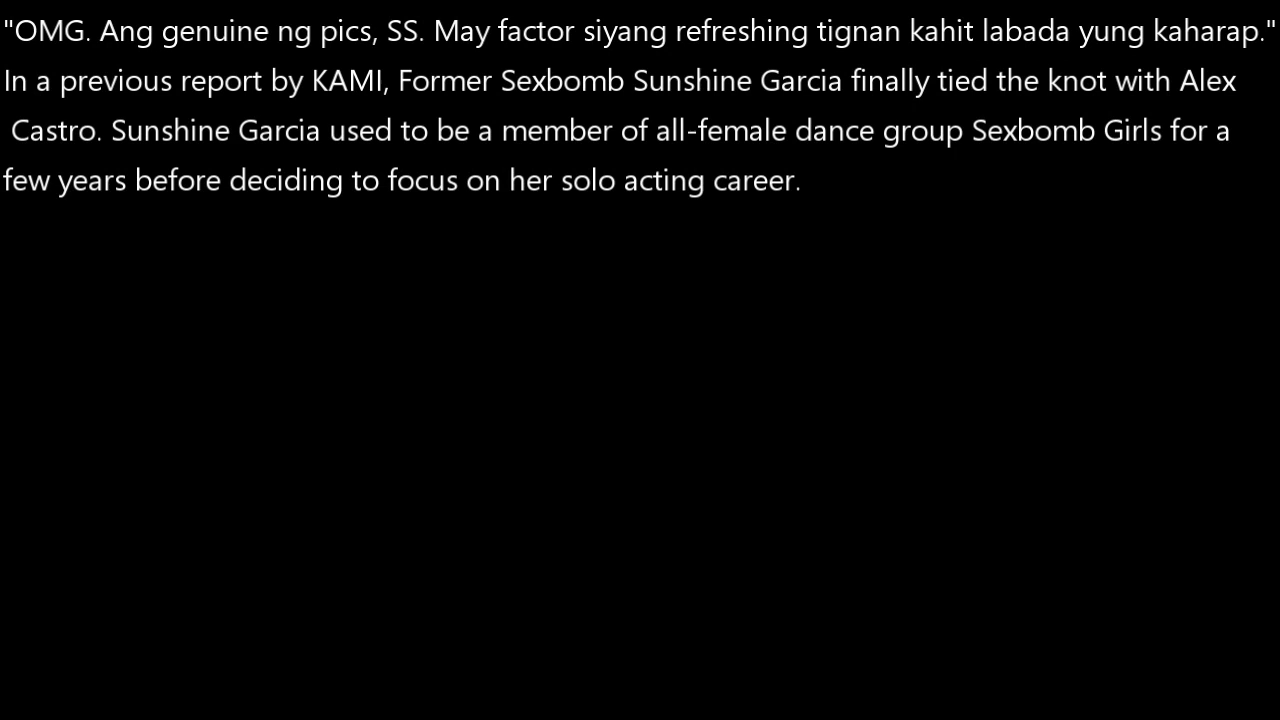 "OMG. Ang genuine ng pics, SS. May factor siyang refreshing tignan kahit labada yung kaharap."
In a previous report by KAMI, Former Sexbomb Sunshine Garcia finally tied the knot with Alex
Castro. Sunshine Garcia used to be a member of all-female dance group Sexbomb Girls for a
few years before deciding to focus on her solo acting career.